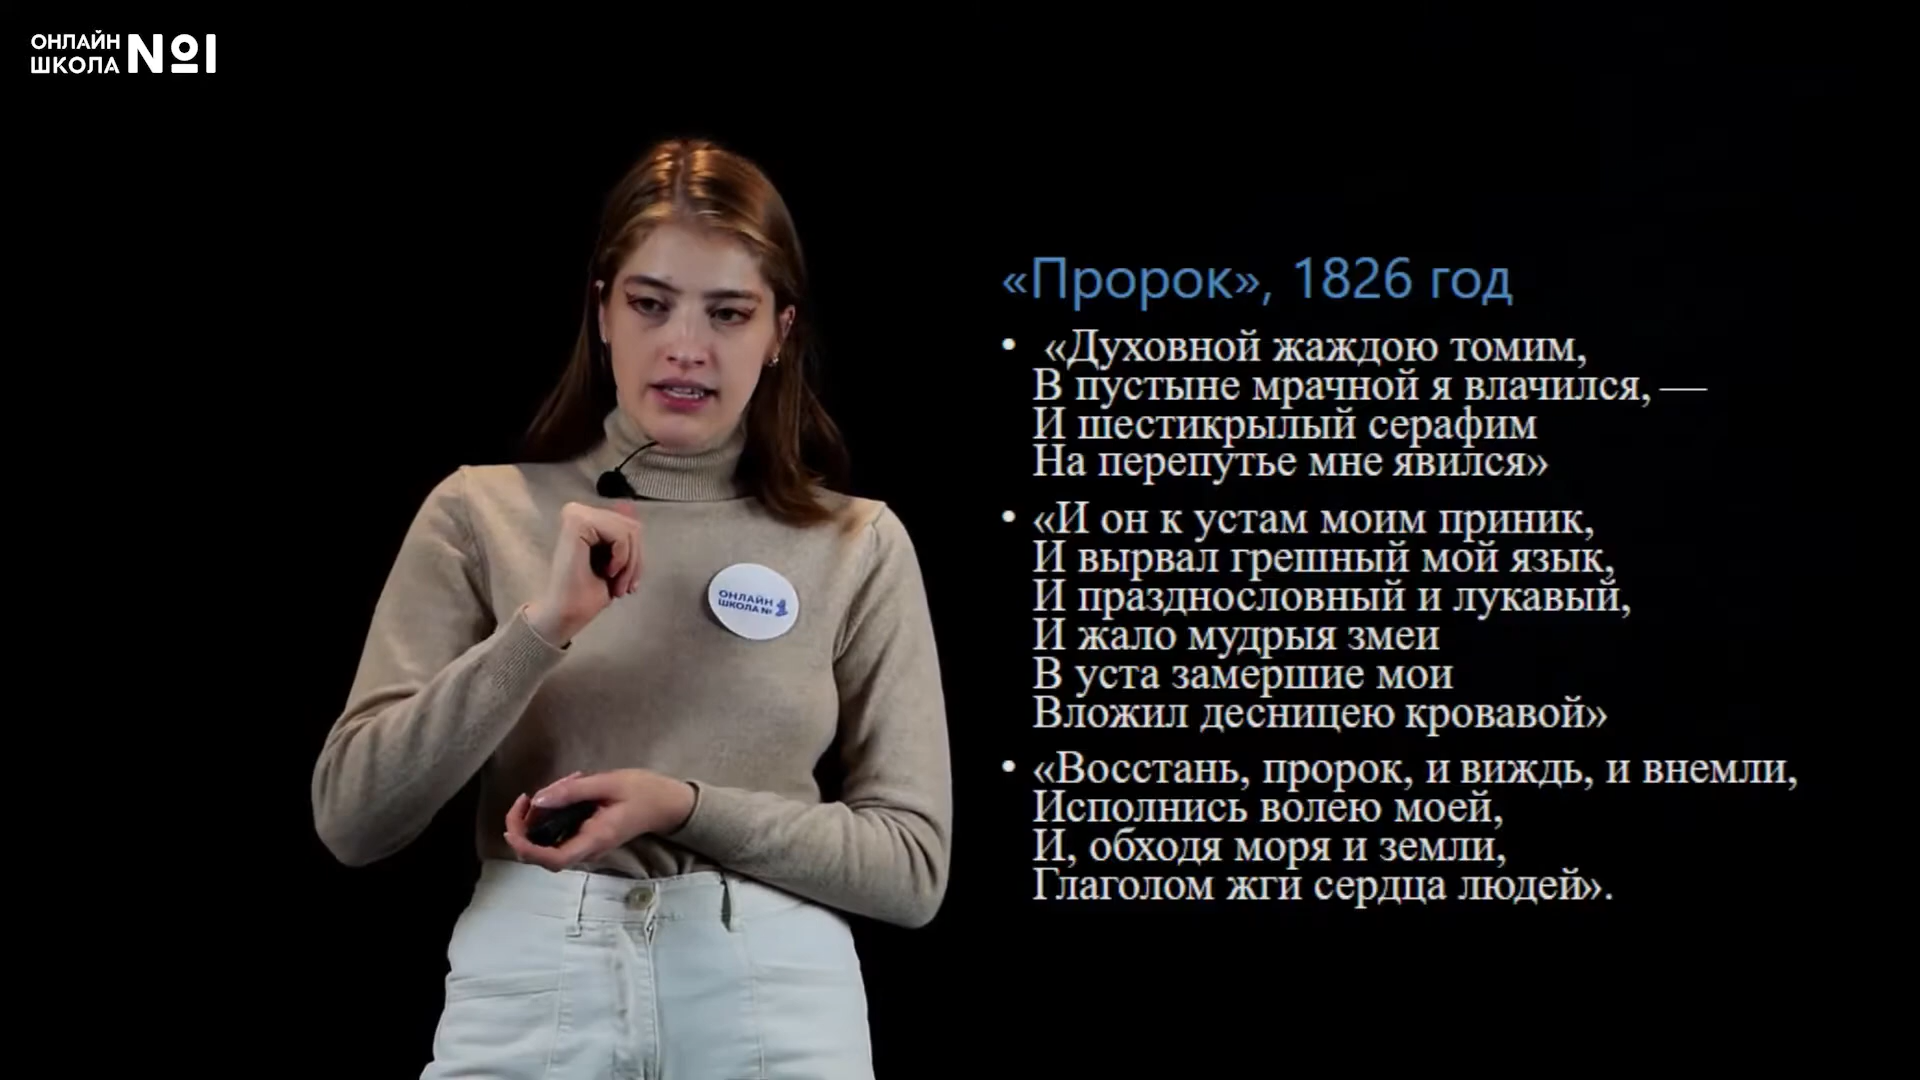 ОНЛАЙН
ШКОЛА №1
«Пророк», 1826 год
• «Духовной жаждою томим,
В пустыне мрачной я влачился, —
И шестикрылый серафим
На перепутье мне явился»
• «И он к устам моим приник,
И вырвал грешный мой язык,
И празднословный и лукавый,
И жало мудрыя змеи
В уста замершие мои
Вложил десницею кровавой»
• «Восстань, пророк, и виждь, и внемли,
Исполнись волею моей,
И, обходя моря и земли,
Глаголом жги сердца людей».
ОНЛАЙН
ШКОЛА № 1